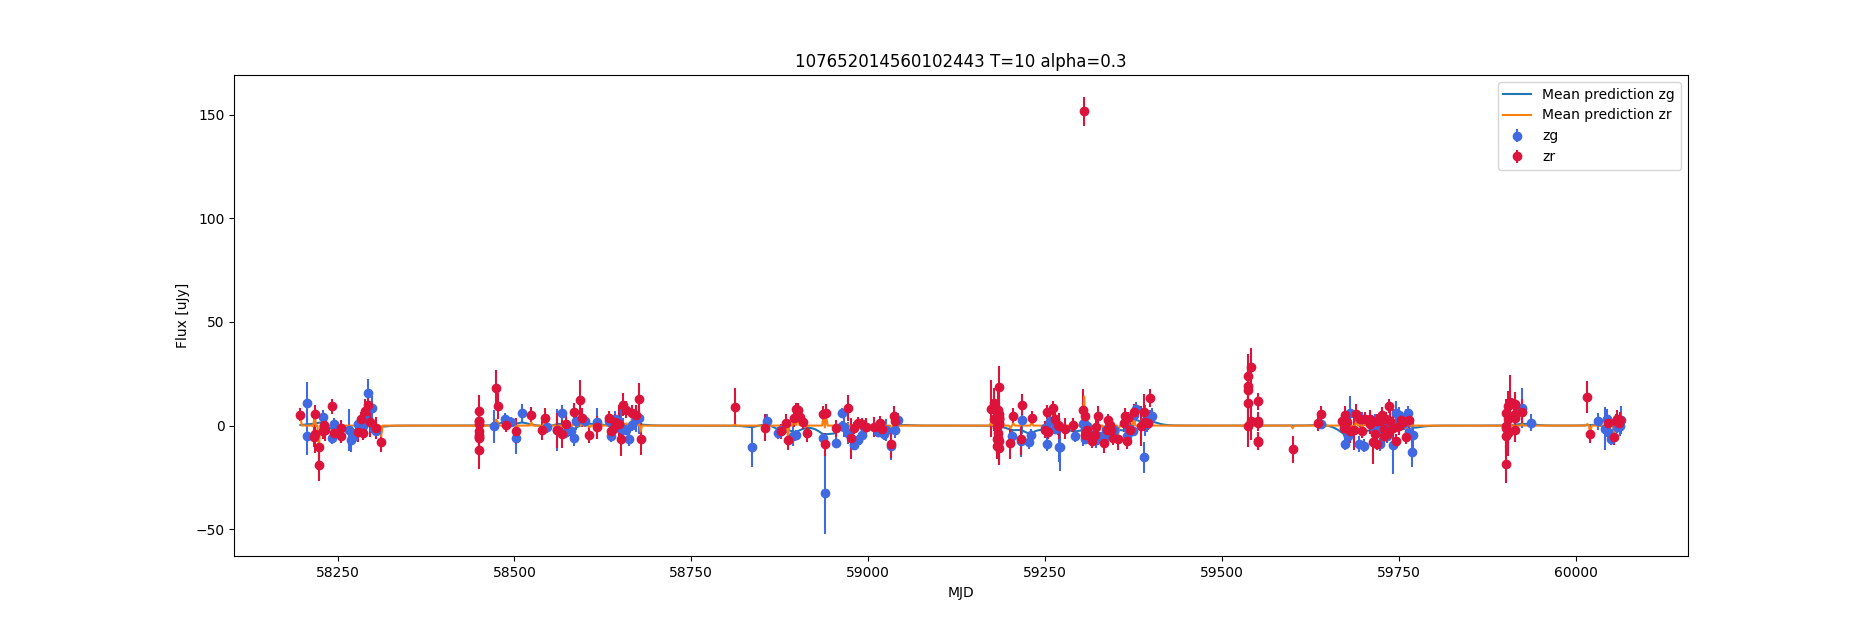 107652014560102443 T=10 alpha=0.3
Mean prediction zg
Mean prediction zr
zg
zr
150
100
50
0
−50
Flux [uJy]
58250 58500 58750 59000 59250 59500 59750 60000
MJD